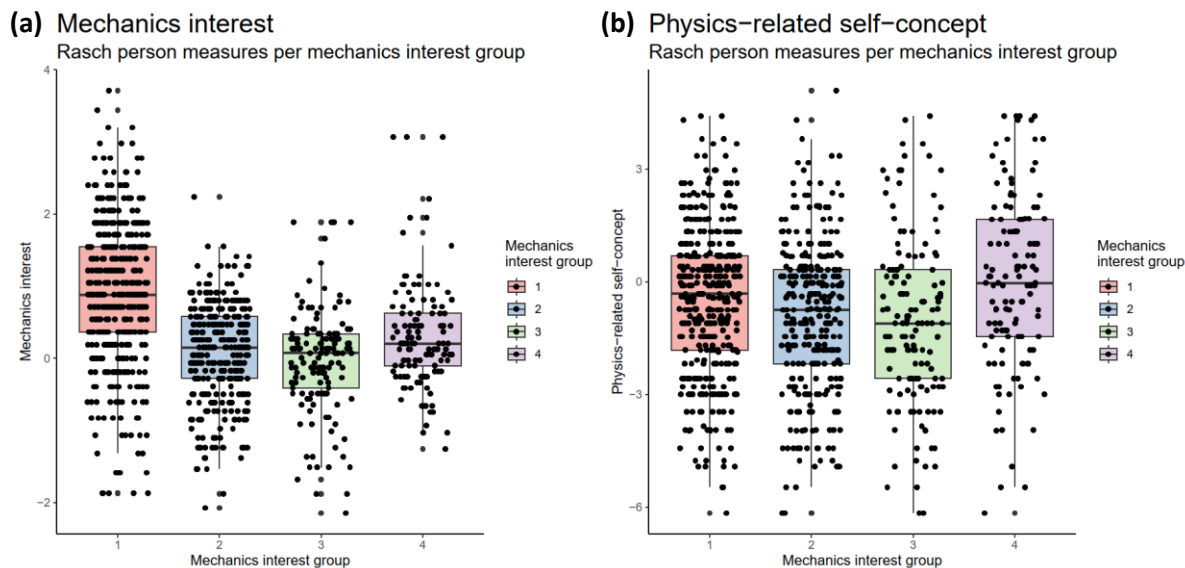 (a) Mechanics interest
Rasch person measures per mechanics interest group
4
2
0
−2
Mechanics interest
1 2 3 4
Mechanics interest group
Mechanics
interest group
1
2
3
4
(b) Physics−related self−concept
Rasch person measures per mechanics interest group
3
0
−3
−6
Physics−related self−concept
1 2 3 4
Mechanics interest group
Mechanics
interest group
1
2
3
4